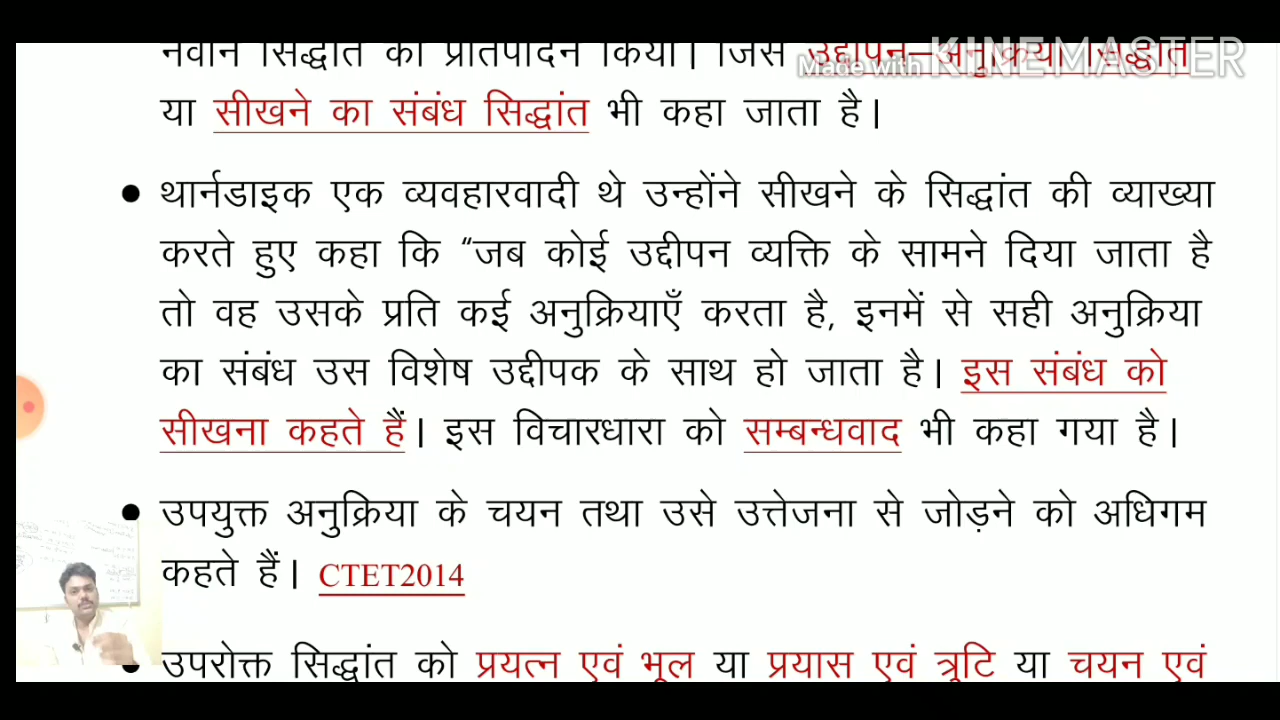 नवीन सिद्धांत का प्रतिपादन किया। जिसे उद्दीपन–अनुक्रिया सिद्धांत
Made with KINEMASTER
या सीखने का संबंध सिद्धांत भी कहा जाता है।
● थार्नडाइक एक व्यवहारवादी थे उन्होंने सीखने के सिद्धांत की व्याख्या
करते हुए कहा कि “जब कोई उद्दीपन व्यक्ति के सामने दिया जाता है
तो वह उसके प्रति कई अनुक्रियाएँ करता है, इनमें से सही अनुक्रिया
का संबंध उस विशेष उद्दीपक के साथ हो जाता है। इस संबंध को
सीखना कहते हैं। इस विचारधारा को सम्बन्धवाद भी कहा गया है।
● उपयुक्त अनुक्रिया के चयन तथा उसे उत्तेजना से जोड़ने को अधिगम
कहते हैं। CTET2014
● उपरोक्त सिद्धांत को प्रयत्न एवं भूल या प्रयास एवं त्रुटि या चयन एवं